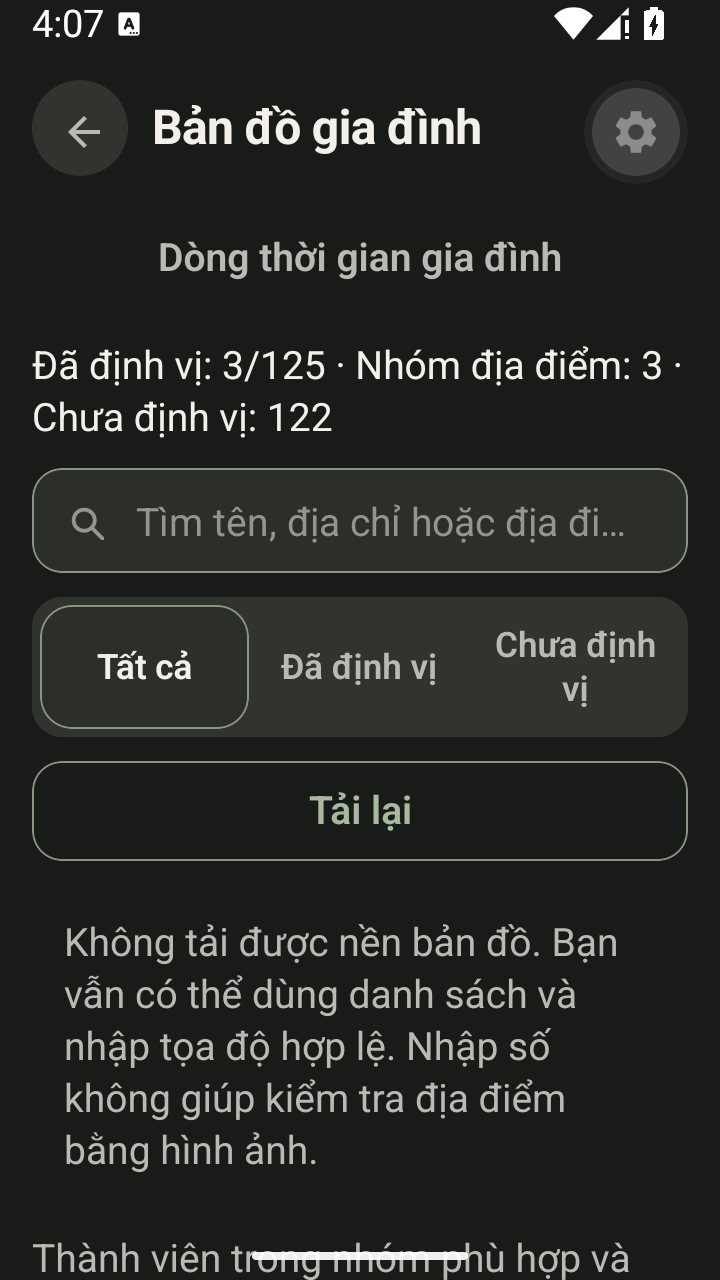 4:07
Bản đồ gia đình
Dòng thời gian gia đình
Đã định vị: 3/125 · Nhóm địa điểm: 3 ·
Chưa định vị: 122
Tìm tên, địa chỉ hoặc địa đi...
Tất cả
Đã định vị
Chưa định
vị
Tải lại
Không tải được nền bản đồ. Bạn
vẫn có thể dùng danh sách và
nhập tọa độ hợp lệ. Nhập số
không giúp kiểm tra địa điểm
bằng hình ảnh.
Thành viên trong nhóm phù hợp và